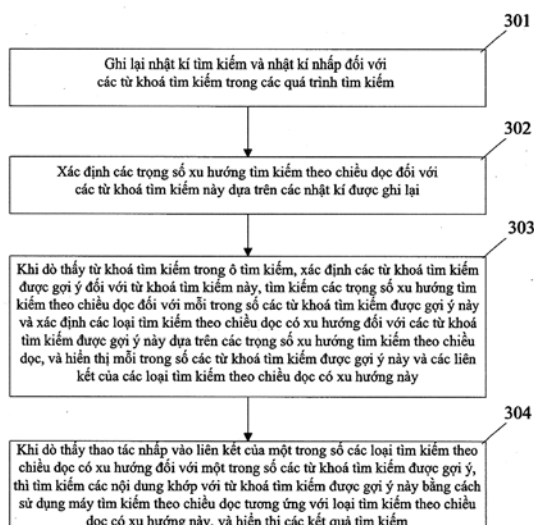 301
Ghi lại nhật kí tìm kiếm và nhật kí nhấp đối với
các từ khoá tìm kiếm trong các quá trình tìm kiếm
302
Xác định các trọng số xu hướng tìm kiếm theo chiều dọc đối với
các từ khoá tìm kiếm này dựa trên các nhật kí được ghi lại
303
Khi dò thấy từ khoá tìm kiếm trong ô tìm kiếm, xác định các từ khoá tìm kiếm
được gợi ý đối với từ khoá tìm kiếm này, tìm kiếm các trọng số xu hướng tìm
kiếm theo chiều dọc đối với mỗi trong số các từ khoá tìm kiếm được gợi ý này
và xác định các loại tìm kiếm theo chiều dọc có xu hướng đối với các từ khoá
tìm kiếm được gợi ý này dựa trên các trọng số xu hướng tìm kiếm theo chiều
dọc, và hiển thị mỗi trong số các từ khoá tìm kiếm được gợi ý này và các liên
kết của các loại tìm kiếm theo chiều dọc có xu hướng này
304
Khi dò thấy thao tác nhấp vào liên kết của một trong số các loại tìm kiếm theo
chiều dọc có xu hướng đối với một trong số các từ khoá tìm kiếm được gợi ý,
thì tìm kiếm các nội dung khớp với từ khoá tìm kiếm được gợi ý này bằng cách
sử dụng máy tìm kiếm theo chiều dọc tương ứng với loại tìm kiếm theo chiều
dọc có xu hướng này, và hiển thị các kết quả tìm kiếm